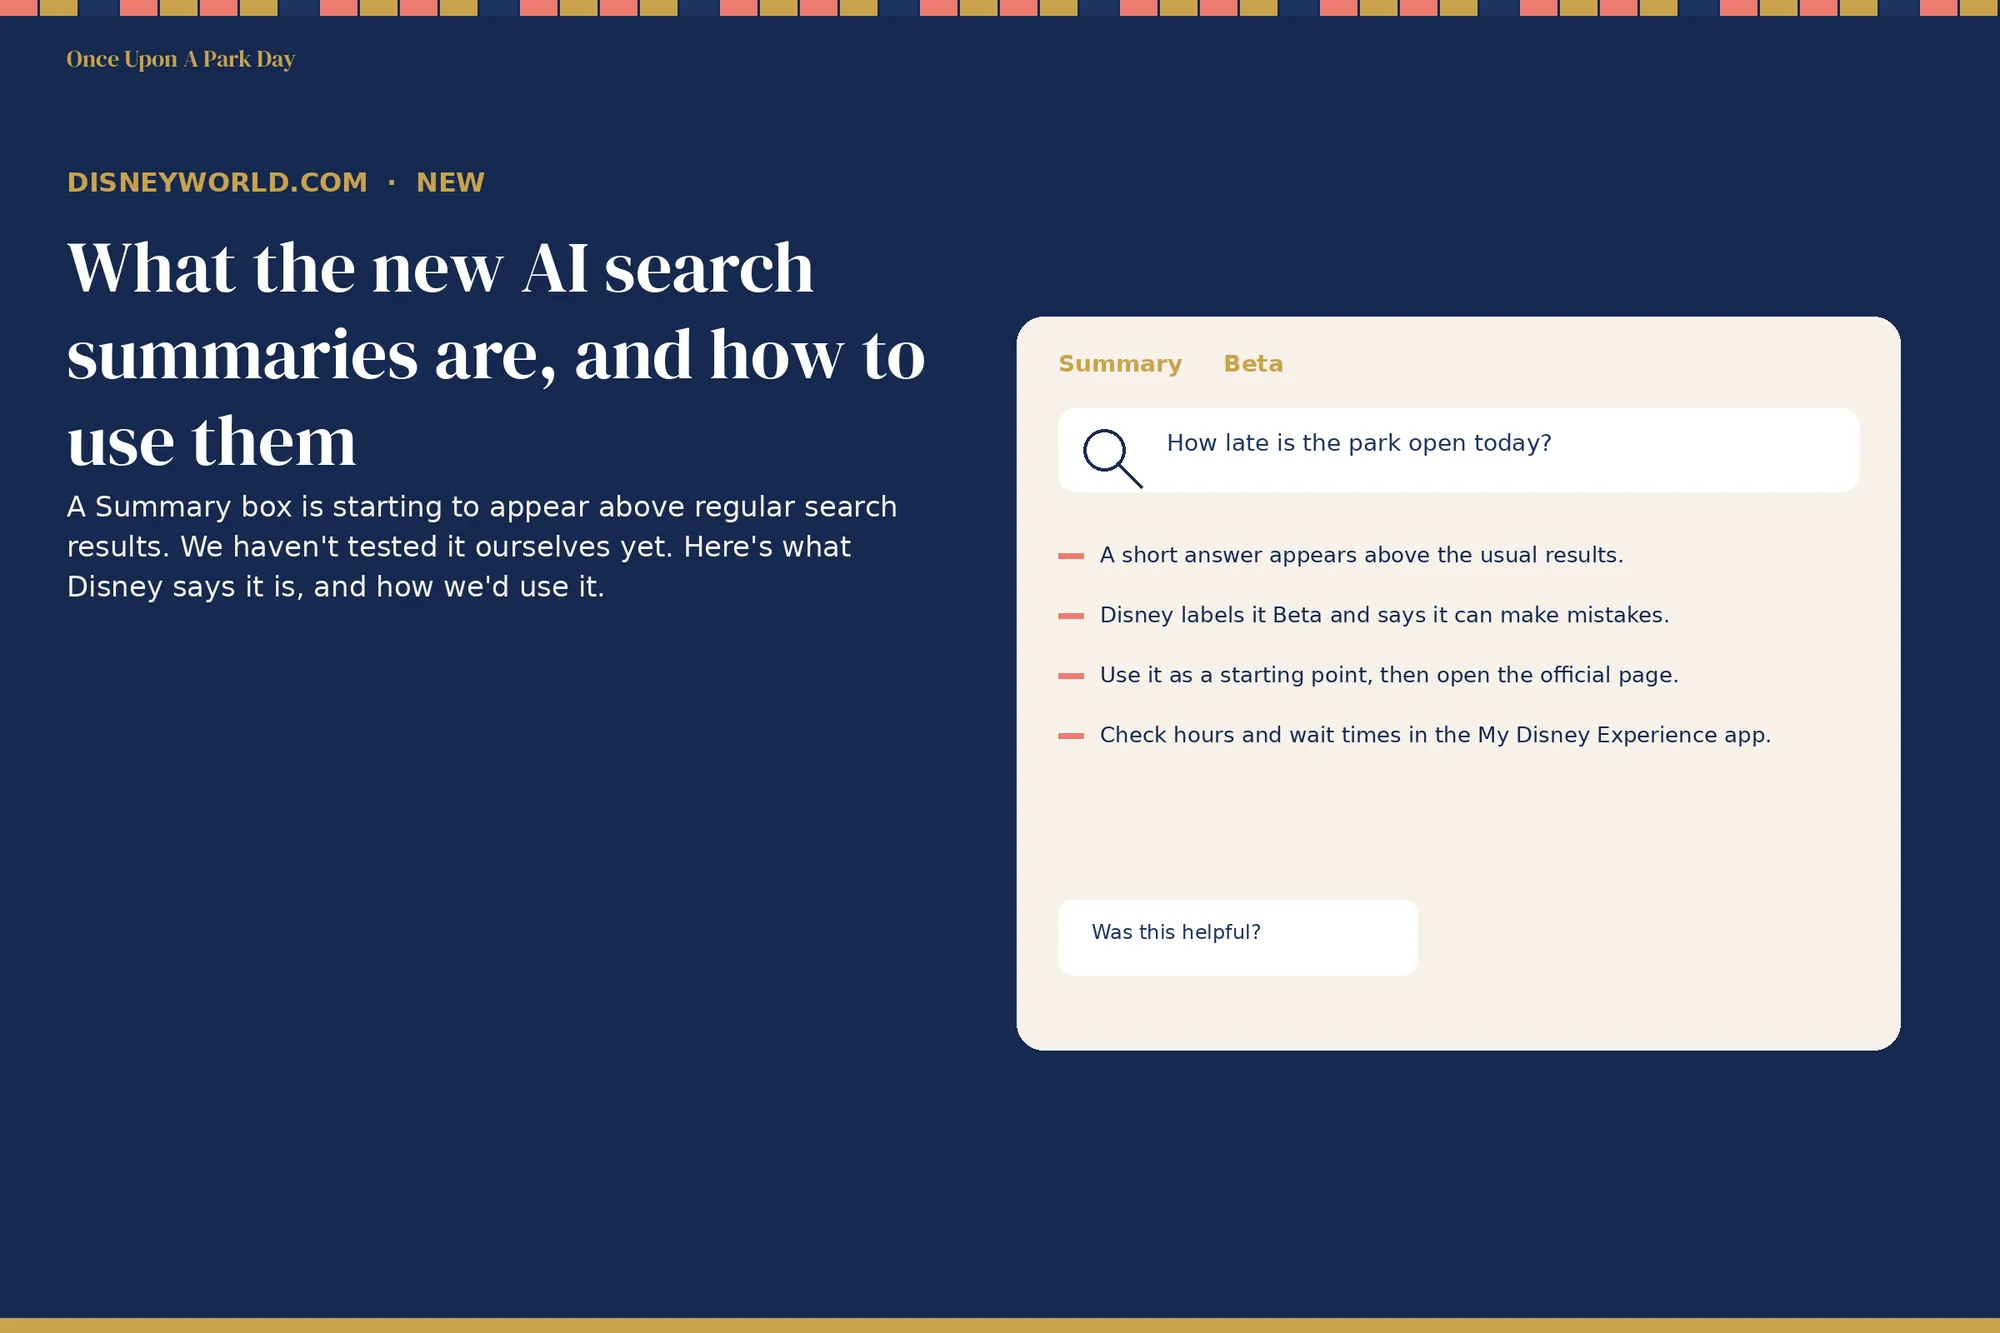 Once Upon A Park Day
DISNEYWORLD.COM · NEW
What the new AI search
summaries are, and how to
use them
A Summary box is starting to appear above regular search
results. We haven't tested it ourselves yet. Here's what
Disney says it is, and how we'd use it.
Summary Beta
How late is the park open today?
A short answer appears above the usual results.
Disney labels it Beta and says it can make mistakes.
Use it as a starting point, then open the official page.
Check hours and wait times in the My Disney Experience app.
Was this helpful?